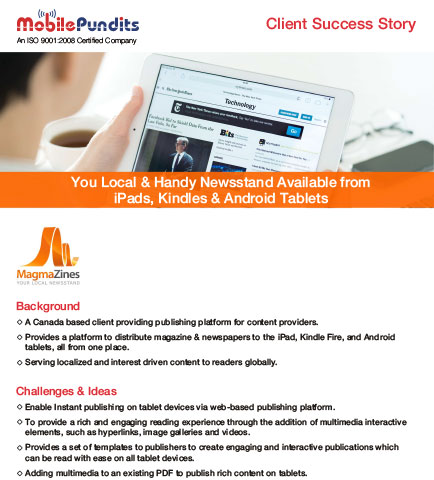 MobilePundits
An ISO 9001:2008 Certified Company
Client Success Story
Technology
Bits
Go
You Local & Handy Newsstand Available from
iPads, Kindles & Android Tablets
MagmaZines
YOUR LOCAL NEWSSTAND
Background
◇ A Canada based client providing publishing platform for content providers.
◇ Provides a platform to distribute magazine & newspapers to the iPad, Kindle Fire, and Android
tablets, all from one place.
◇ Serving localized and interest driven content to readers globally.
Challenges & Ideas
◇ Enable Instant publishing on tablet devices via web-based publishing platform.
◇ To provide a rich and engaging reading experience through the addition of multimedia interactive
elements, such as hyperlinks, image galleries and videos.
◇ Provides a set of templates to publishers to create engaging and interactive publications which
can be read with ease on all tablet devices.
◇ Adding multimedia to an existing PDF to publish rich content on tablets.